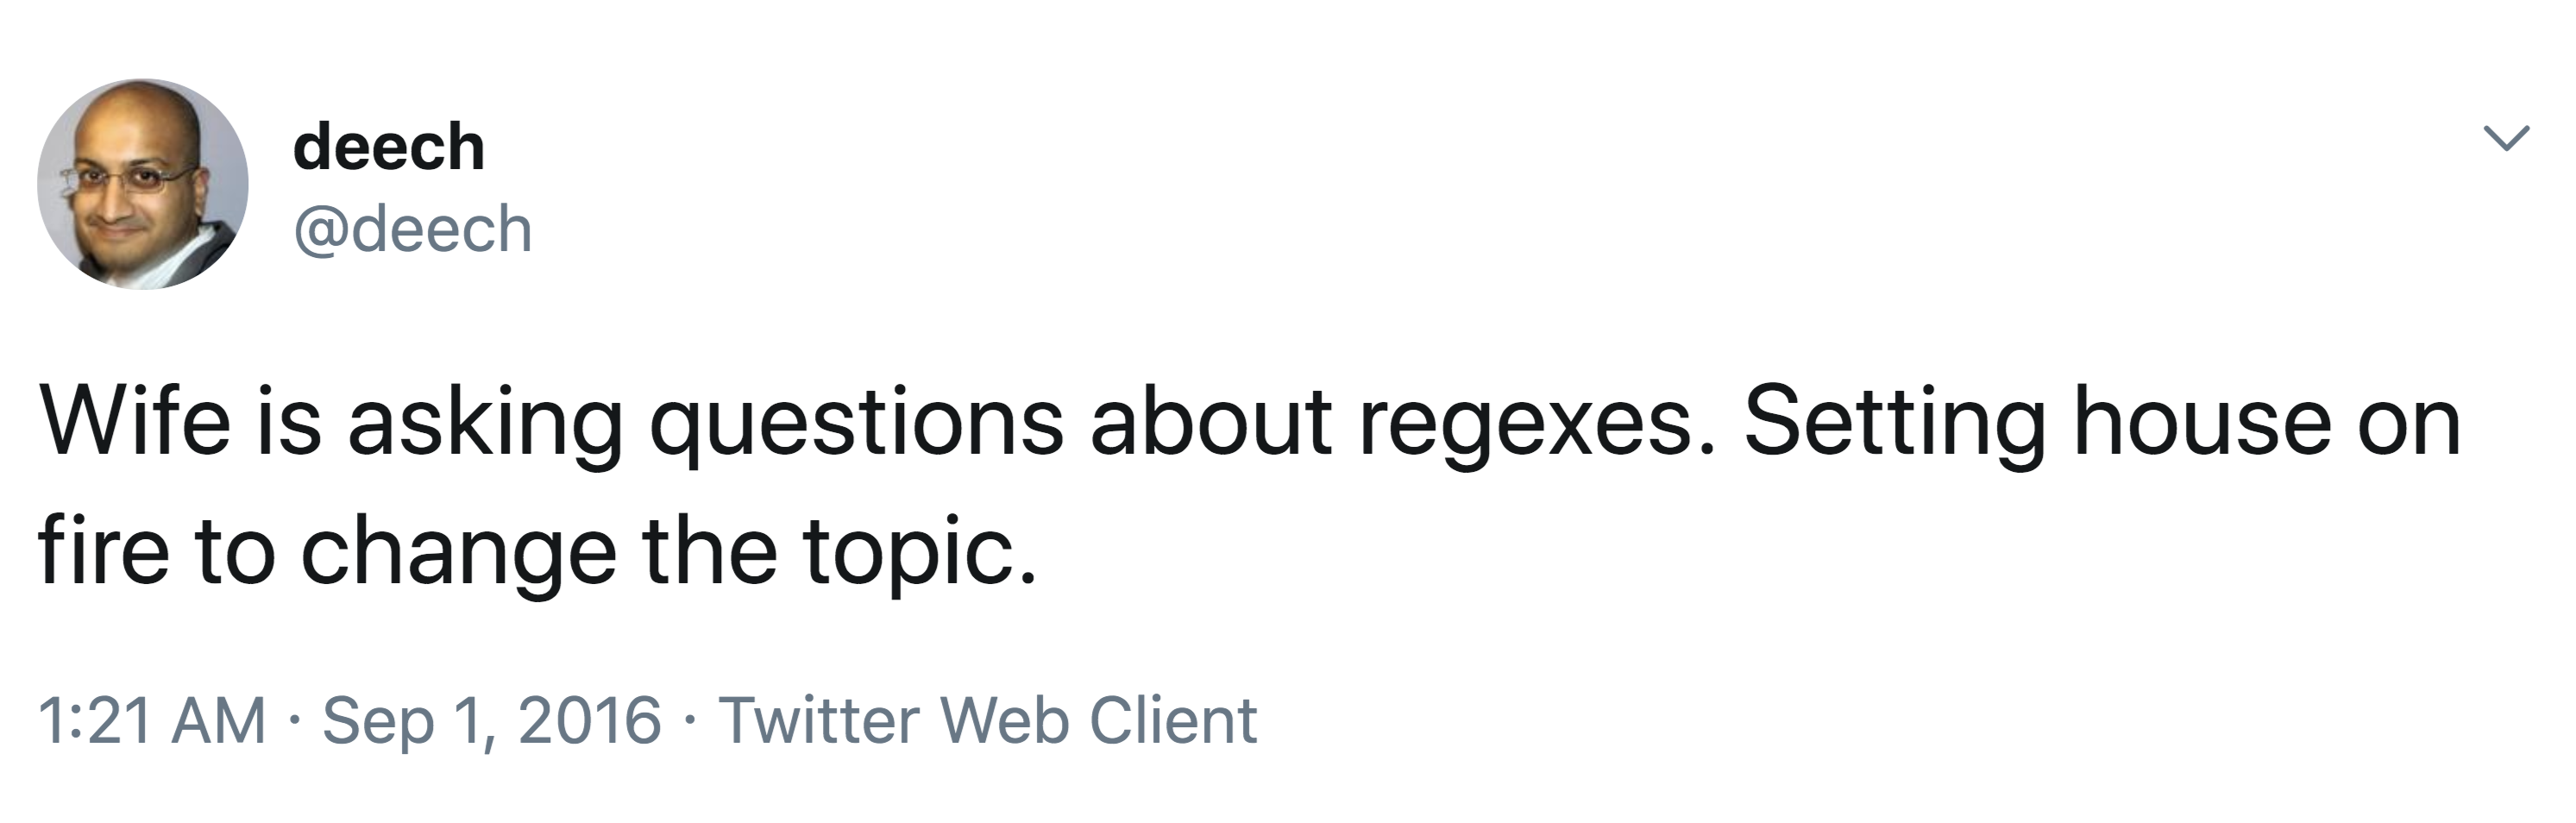 deech
@deech
Wife is asking questions about regexes. Setting house on
fire to change the topic.
1:21 AM · Sep 1, 2016 · Twitter Web Client